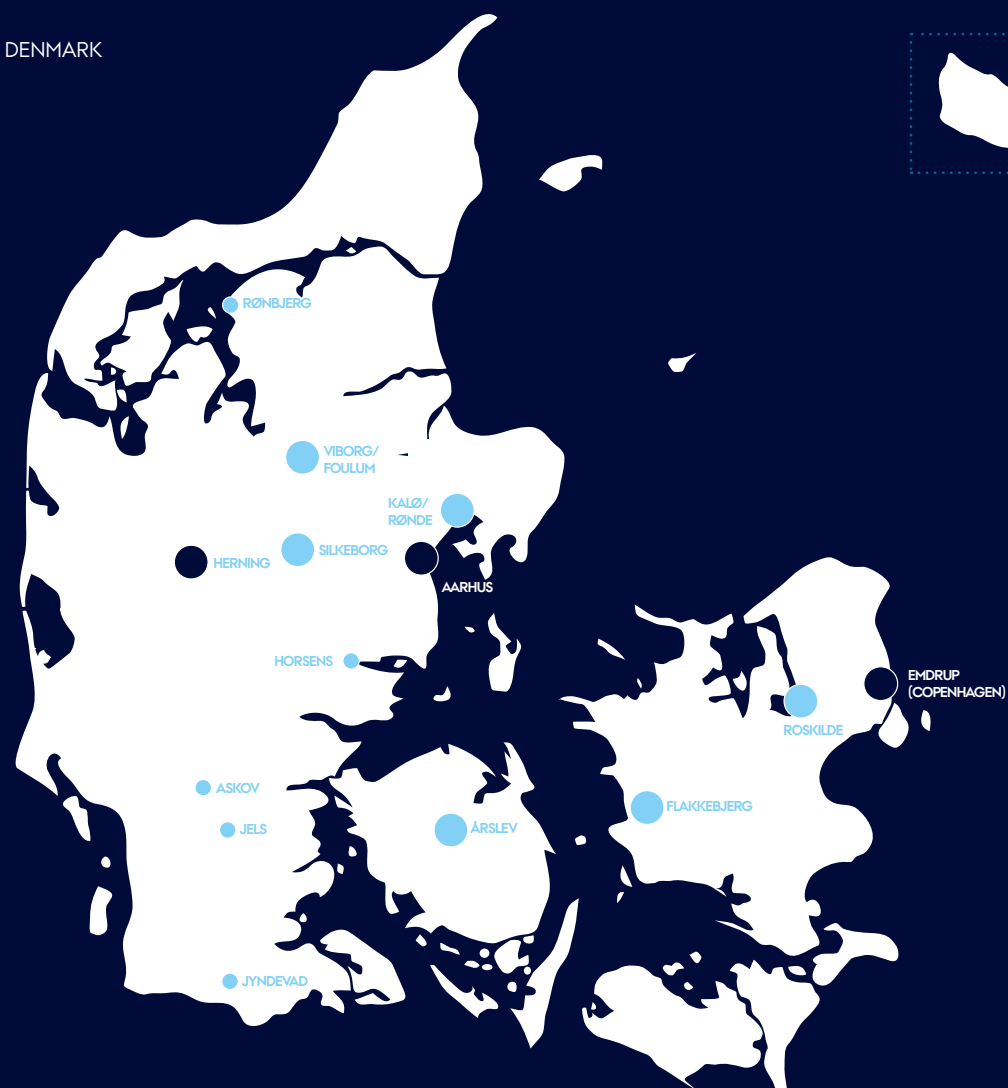 DENMARK
RØNBJERG
VIBORG/
FOULUM
KALØ/
RØNDE
SILKEBORG
HERNING
AARHUS
HORSENS
EMDRUP
(COPENHAGEN)
ROSKILDE
ASKOV
FLAKKEBJERG
JELS
ÅRSLEV
JYNDEVAD